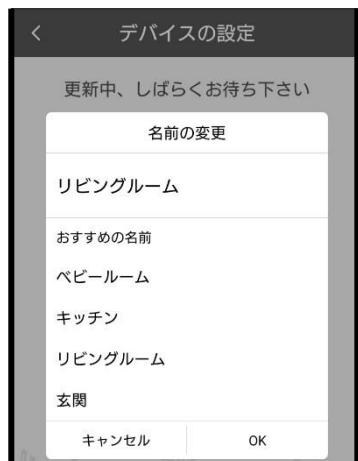 デバイスの設定
更新中、しばらくお待ち下さい
名前の変更
リビングルーム
おすすめの名前
ベビールーム
キッチン
リビングルーム
玄関
キャンセル
OK